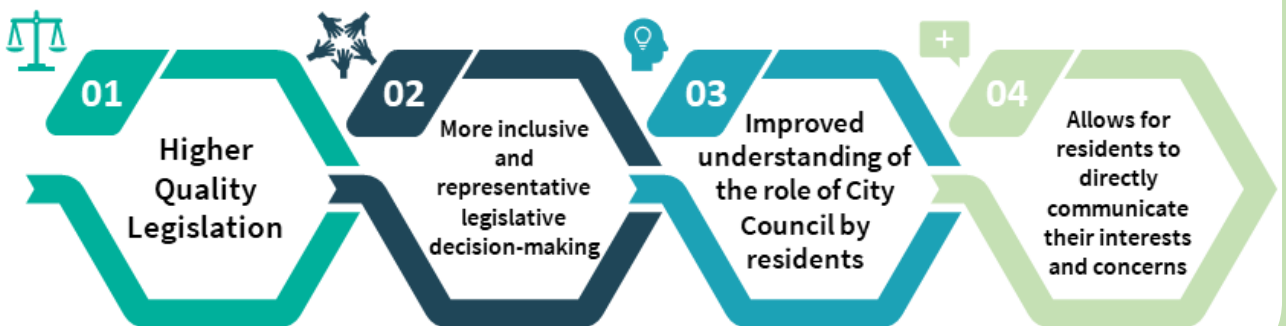 01
Higher
Quality
Legislation
02
More inclusive
and
representative
legislative
decision-making
03
Improved
understanding of
the role of City
Council by
residents
04
Allows for
residents to
directly
communicate
their interests
and concerns